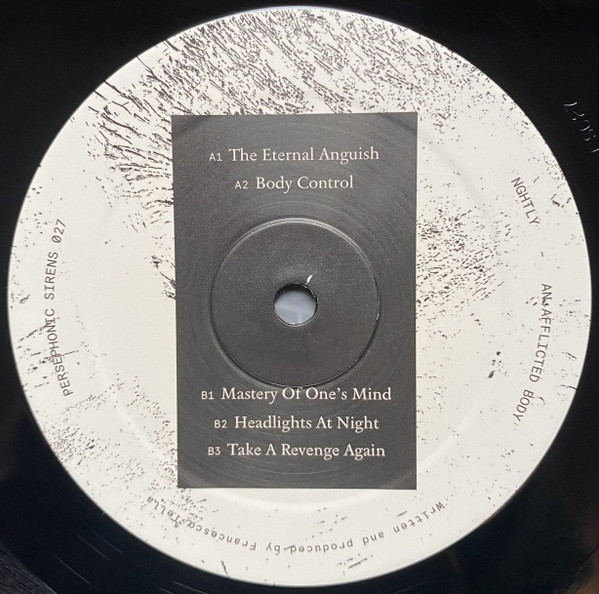 A1 The Eternal Anguish
A2 Body Control
B1 Mastery Of One's Mind
B2 Headlights At Night
B3 Take A Revenge Again
PERSEPHONIC SIRENS 027
NGHTLY
AN AFFLICTED BODY
Written and produced by Francesco Tella